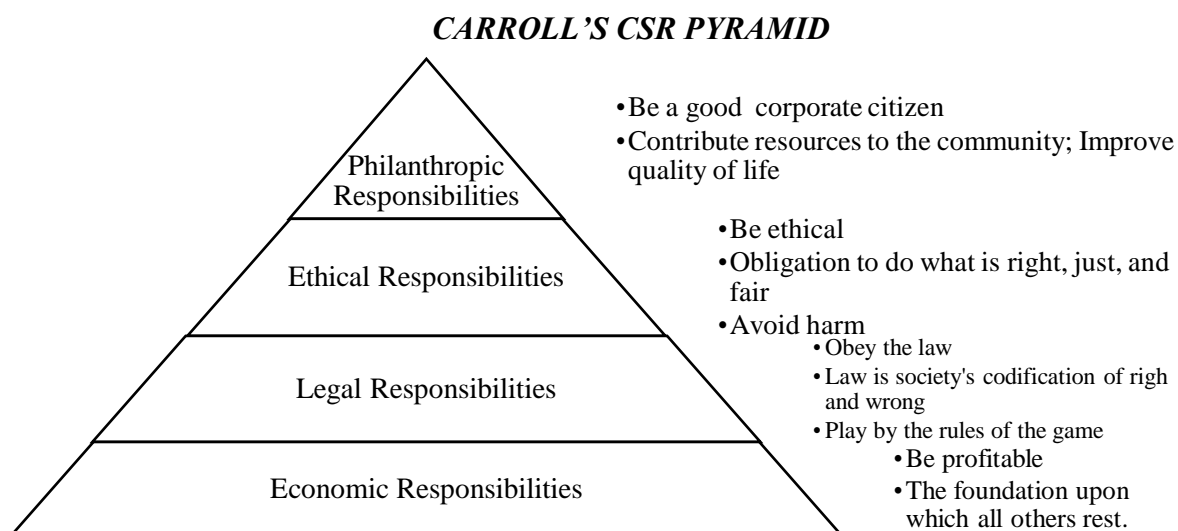 CARROLL’S CSR PYRAMID
•Be a good corporate citizen
•Contribute resources to the community; Improve
quality of life
Philanthropic
Responsibilities
•Be ethical
•Obligation to do what is right, just, and
fair
•Avoid harm
Ethical Responsibilities
•Obey the law
•Law is society's codification of righ
and wrong
•Play by the rules of the game
Legal Responsibilities
•Be profitable
•The foundation upon
which all others rest.
Economic Responsibilities